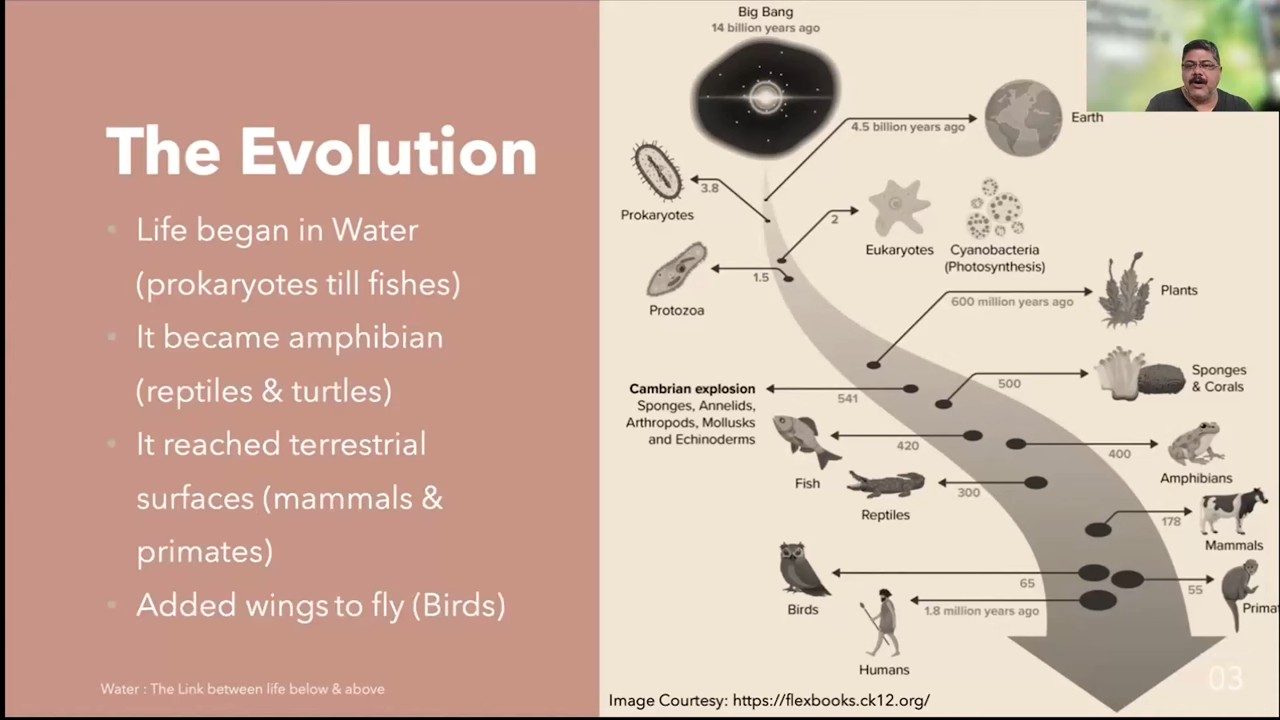 The Evolution
Life began in Water
(prokaryotes till fishes)
It became amphibian
(reptiles & turtles)
It reached terrestrial
surfaces (mammals &
primates)
Added wings to fly (Birds)
Water : The Link between life below & above
Big Bang
14 billion years ago
4.5 billion years ago
Earth
3.8
Prokaryotes
2
Eukaryotes
Cyanobacteria
(Photosynthesis)
1.5
Protozoa
600 million years ago
Plants
500
Sponges
& Corals
Cambrian explosion
Sponges, Annelids,
Arthropods, Mollusks
and Echinoderms
541
420
Fish
400
Amphibians
300
Reptiles
178
Mammals
65
Birds
55
Primat
1.8 million years ago
Humans
03
Image Courtesy: https://flexbooks.ck12.org/